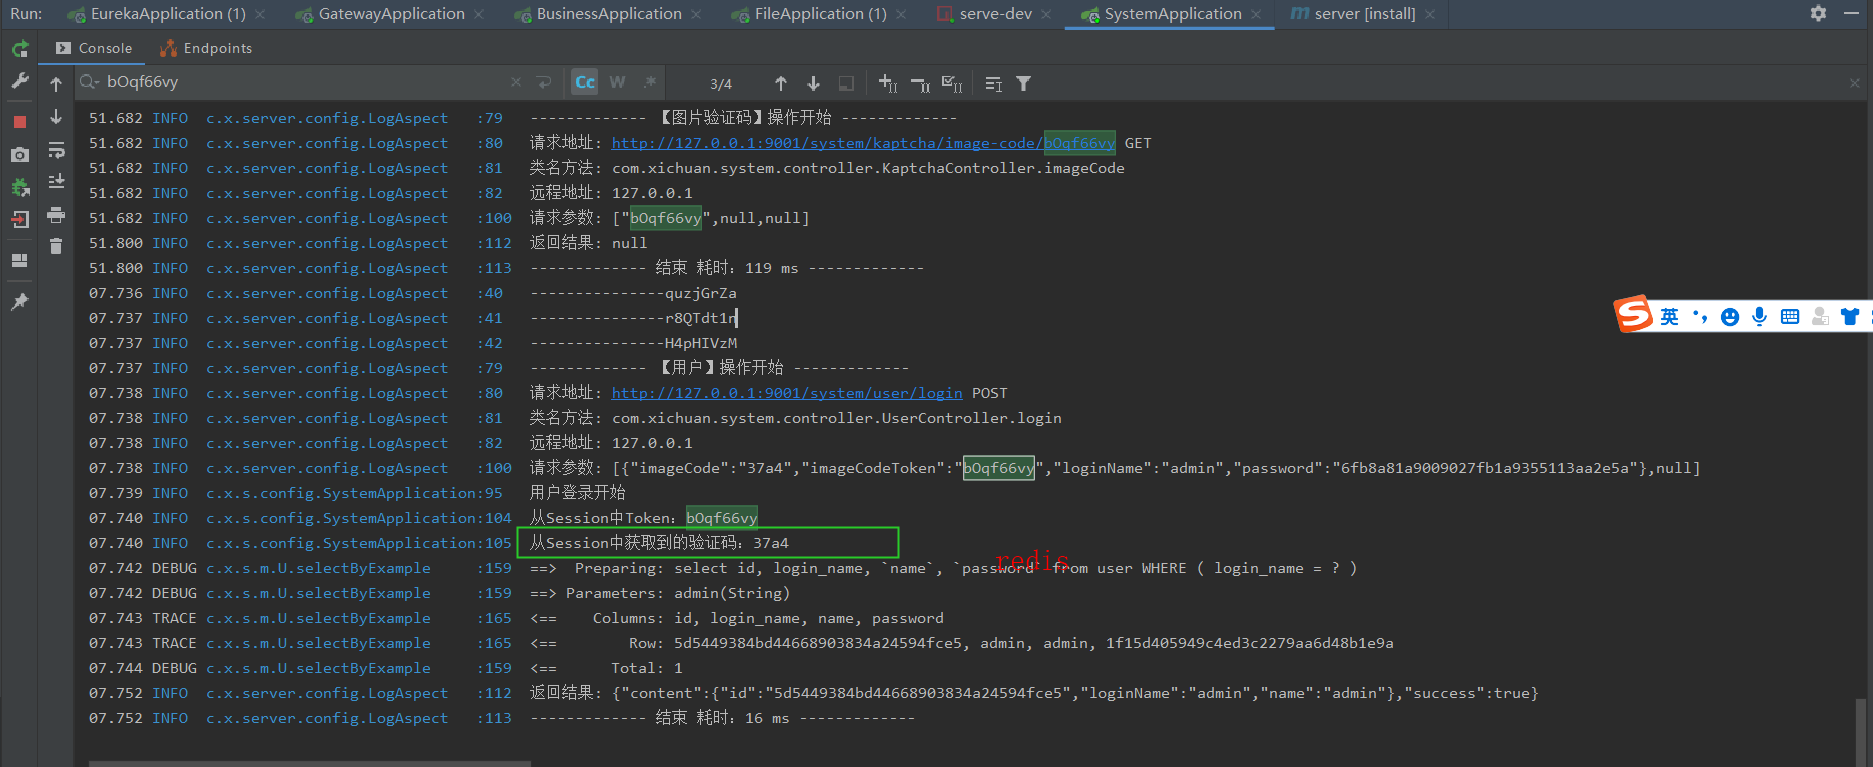 Run: EurekaApplication (1) GatewayApplication BusinessApplication FileApplication (1) serve-dev SystemApplication server [install]
Console Endpoints
bOqf66vy Cc W .* 3/4
51.682 INFO c.x.server.config.LogAspect :79 ------------- 【图片验证码】操作开始 -------------
51.682 INFO c.x.server.config.LogAspect :80 请求地址: http://127.0.0.1:9001/system/kaptcha/image-code/bOqf66vy GET
51.682 INFO c.x.server.config.LogAspect :81 类名方法: com.xichuan.system.controller.KaptchaController.imageCode
51.682 INFO c.x.server.config.LogAspect :82 远程地址: 127.0.0.1
51.682 INFO c.x.server.config.LogAspect :100 请求参数: ["bOqf66vy",null,null]
51.800 INFO c.x.server.config.LogAspect :112 返回结果: null
51.800 INFO c.x.server.config.LogAspect :113 ------------- 结束 耗时：119 ms -------------
07.736 INFO c.x.server.config.LogAspect :40 ---------------quzjGrZa
07.737 INFO c.x.server.config.LogAspect :41 ---------------r8QTdt1n
07.737 INFO c.x.server.config.LogAspect :42 ---------------H4pHIVzM
07.737 INFO c.x.server.config.LogAspect :79 ------------- 【用户】操作开始 -------------
07.738 INFO c.x.server.config.LogAspect :80 请求地址: http://127.0.0.1:9001/system/user/login POST
07.738 INFO c.x.server.config.LogAspect :81 类名方法: com.xichuan.system.controller.UserController.login
07.738 INFO c.x.server.config.LogAspect :82 远程地址: 127.0.0.1
07.738 INFO c.x.server.config.LogAspect :100 请求参数: [{"imageCode":"37a4","imageCodeToken":"bOqf66vy","loginName":"admin","password":"6fb8a81a9009027fb1a9355113aa2e5a"},null]
07.739 INFO c.x.s.config.SystemApplication:95 用户登录开始
07.740 INFO c.x.s.config.SystemApplication:104 从Session中Token：bOqf66vy
07.740 INFO c.x.s.config.SystemApplication:105 从Session中获取到的验证码：37a4
redis
07.742 DEBUG c.x.s.m.U.selectByExample :159 ==>  Preparing: select id, login_name, `name`, `password` from user WHERE ( login_name = ? )
07.742 DEBUG c.x.s.m.U.selectByExample :159 ==> Parameters: admin(String)
07.743 TRACE c.x.s.m.U.selectByExample :165 <==    Columns: id, login_name, name, password
07.743 TRACE c.x.s.m.U.selectByExample :165 <==        Row: 5d5449384bd44668903834a24594fce5, admin, admin, 1f15d405949c4ed3c2279aa6d48b1e9a
07.744 DEBUG c.x.s.m.U.selectByExample :159 <==      Total: 1
07.752 INFO c.x.server.config.LogAspect :112 返回结果: {"content":{"id":"5d5449384bd44668903834a24594fce5","loginName":"admin","name":"admin"},"success":true}
07.752 INFO c.x.server.config.LogAspect :113 ------------- 结束 耗时：16 ms -------------
英